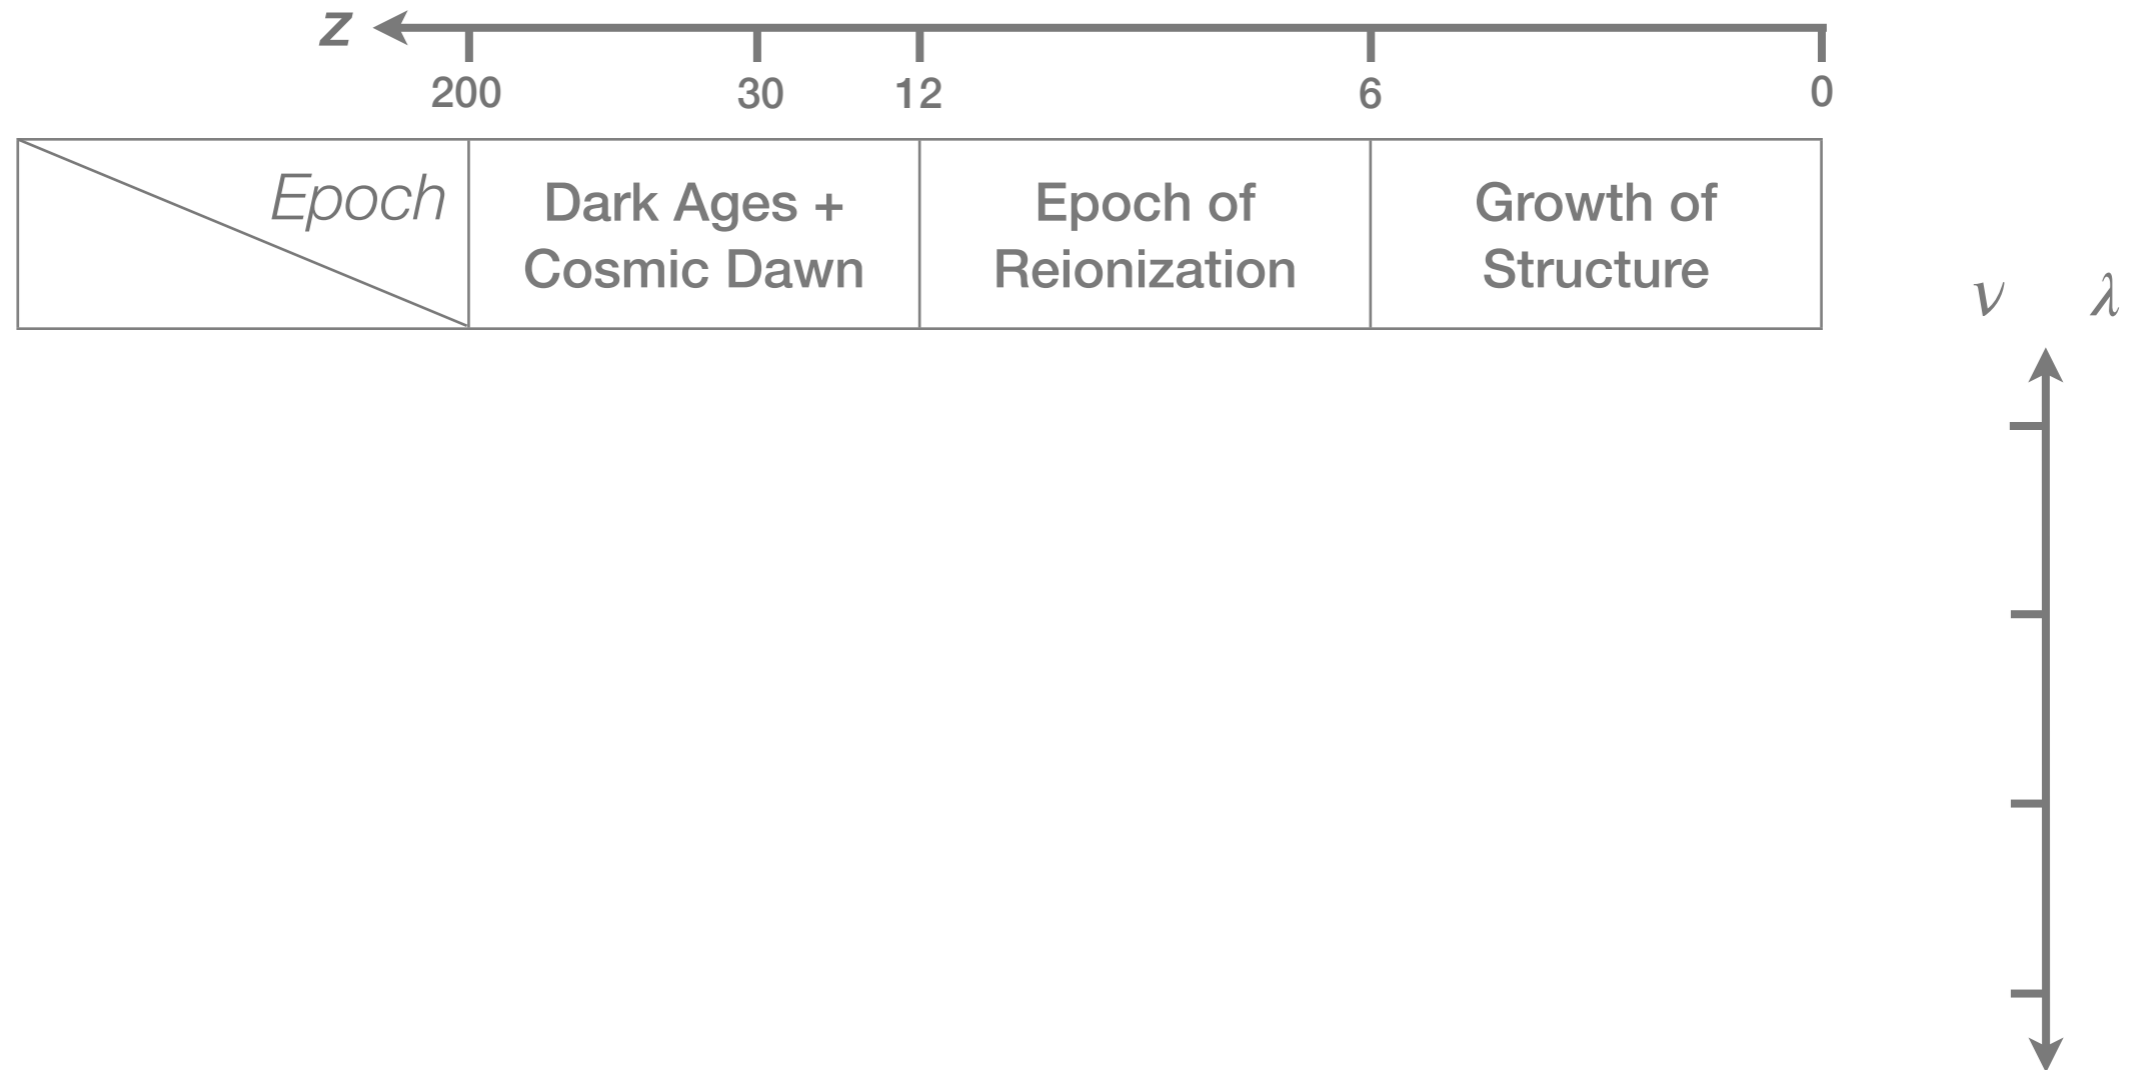 z
200 30 12 6 0
Epoch
Dark Ages +
Cosmic Dawn
Epoch of
Reionization
Growth of
Structure
ν λ